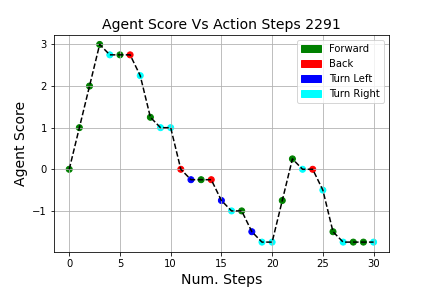 Agent Score Vs Action Steps 2291
Forward
Back
Turn Left
Turn Right
3
2
1
0
−1
Agent Score
0 5 10 15 20 25 30
Num. Steps